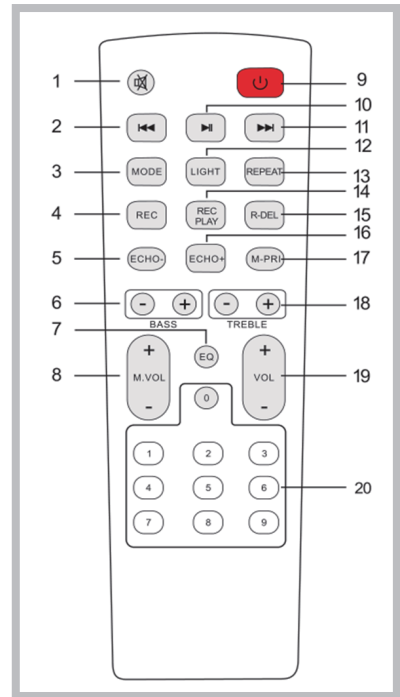 1 9
10
2 11
12
3 MODE LIGHT REPEAT 13
14
4 REC REC PLAY R-DEL 15
16
5 ECHO- ECHO+ M-PRI 17
6 - + - + 18
BASS TREBLE
7
+ EQ +
8 M.VOL VOL 19
- 0 -
1 2 3
4 5 6 20
7 8 9